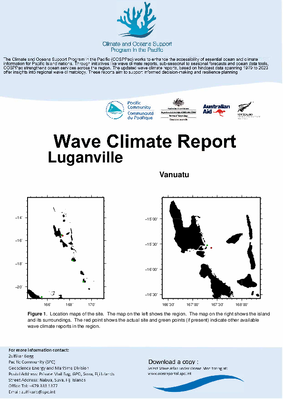 Climate and Oceans Support
Program in the Pacific
The Climate and Oceans Support Program in the Pacific (COSPPac) works to enhance the accessibility of essential ocean and climate
information for Pacific Island nations. Through initiatives like wave climate reports, sub-seasonal to seasonal forecasts and ocean data tools,
COSPPac strengthens ocean services across the region. The updated wave climate reports, based on hindcast data spanning 1979 to 2023
offer insights into regional wave climatology. These reports aim to support informed decision-making and resilience planning.
Pacific
Community
Communauté
du Pacifique
Australian
Aid
Wave Climate Report
Luganville
Vanuatu
Figure 1. Location maps of the site. The map on the left shows the region. The map on the right shows the island
and its surroundings. The red point shows the actual site and green points (if present) indicate other available
wave climate reports in the region.
For more information contact:
Pacific Community (SPC)
Geoscience Energy and Maritime Division
Download a copy :